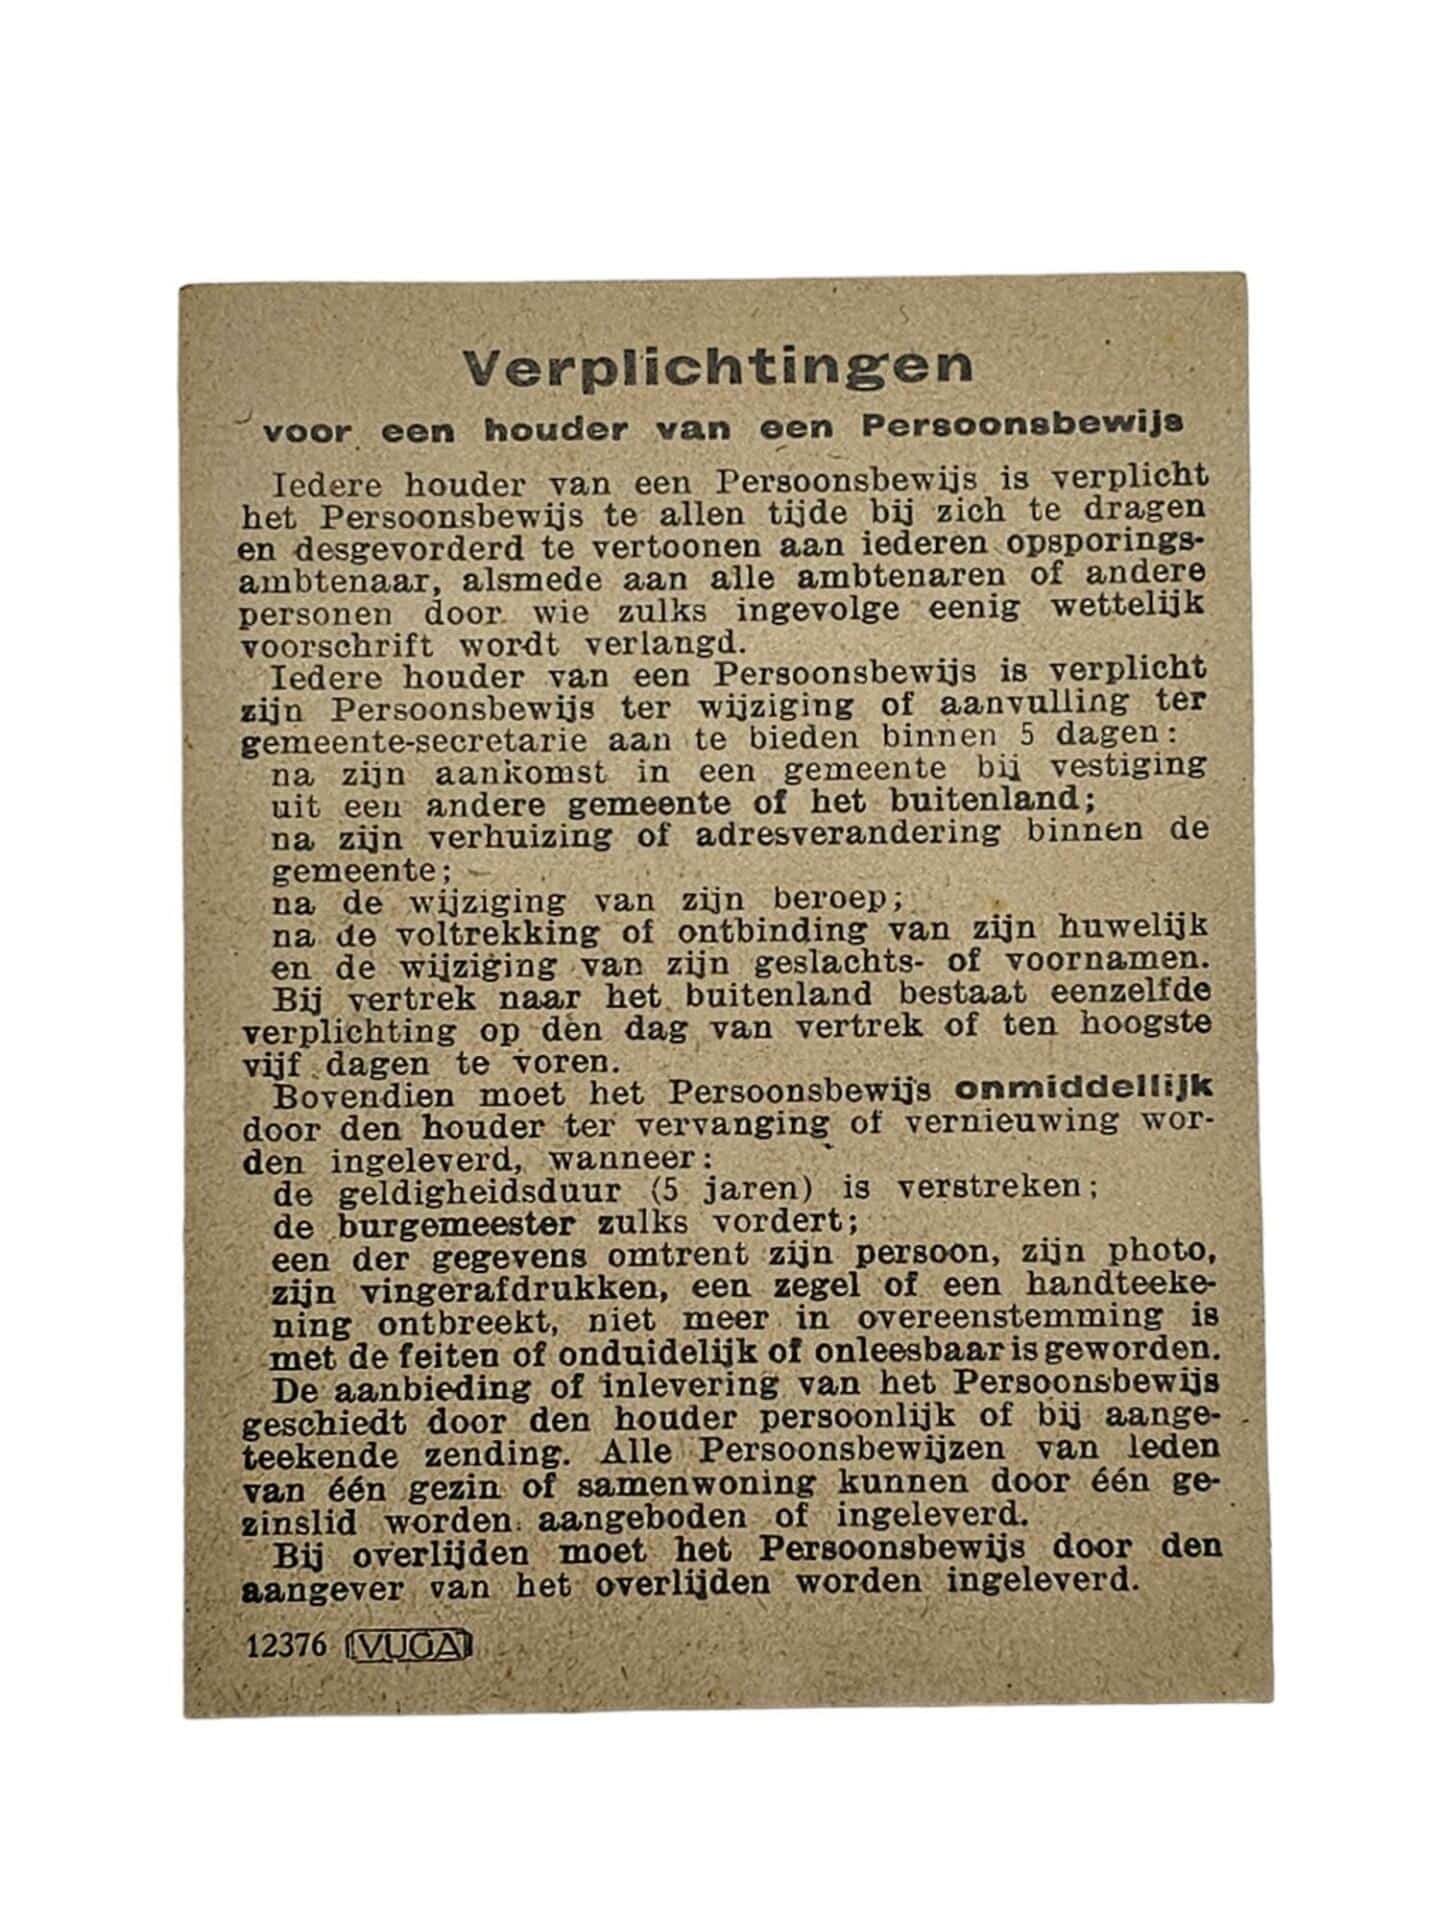 Verplichtingen
voor een houder van een Persoonsbewijs
Iedere houder van een Persoonsbewijs is verplicht
het Persoonsbewijs te allen tijde bij zich te dragen
en desgevorderd te vertoonen aan iederen opsporings-
ambtenaar, alsmede aan alle ambtenaren of andere
personen door wie zulks ingevolge eenig wettelijk
voorschrift wordt verlangd.
Iedere houder van een Persoonsbewijs is verplicht
zijn Persoonsbewijs ter wijziging of aanvulling ter
gemeente-secretarie aan te bieden binnen 5 dagen:
na zijn aankomst in een gemeente bij vestiging
uit een andere gemeente of het buitenland;
na zijn verhuizing of adresverandering binnen de
gemeente;
na de wijziging van zijn beroep;
na de voltrekking of ontbinding van zijn huwelijk
en de wijziging van zijn geslachts- of voornamen.
Bij vertrek naar het buitenland bestaat eenzelfde
verplichting op den dag van vertrek of ten hoogste
vijf dagen te voren.
Bovendien moet het Persoonsbewijs onmiddellijk
door den houder ter vervanging of vernieuwing wor-
den ingeleverd, wanneer:
de geldigheidsduur (5 jaren) is verstreken;
de burgemeester zulks vordert;
een der gegevens omtrent zijn persoon, zijn photo,
zijn vingerafdrukken, een zegel of een handteeke-
ning ontbreekt, niet meer in overeenstemming is
met de feiten of onduidelijk of onleesbaar is geworden.
De aanbieding of inlevering van het Persoonsbewijs
geschiedt door den houder persoonlijk of bij aange-
teekende zending. Alle Persoonsbewijzen van leden
van één gezin of samenwoning kunnen door één ge-
zinslid worden aangeboden of ingeleverd.
Bij overlijden moet het Persoonsbewijs door den
aangever van het overlijden worden ingeleverd.
12376 VUGA